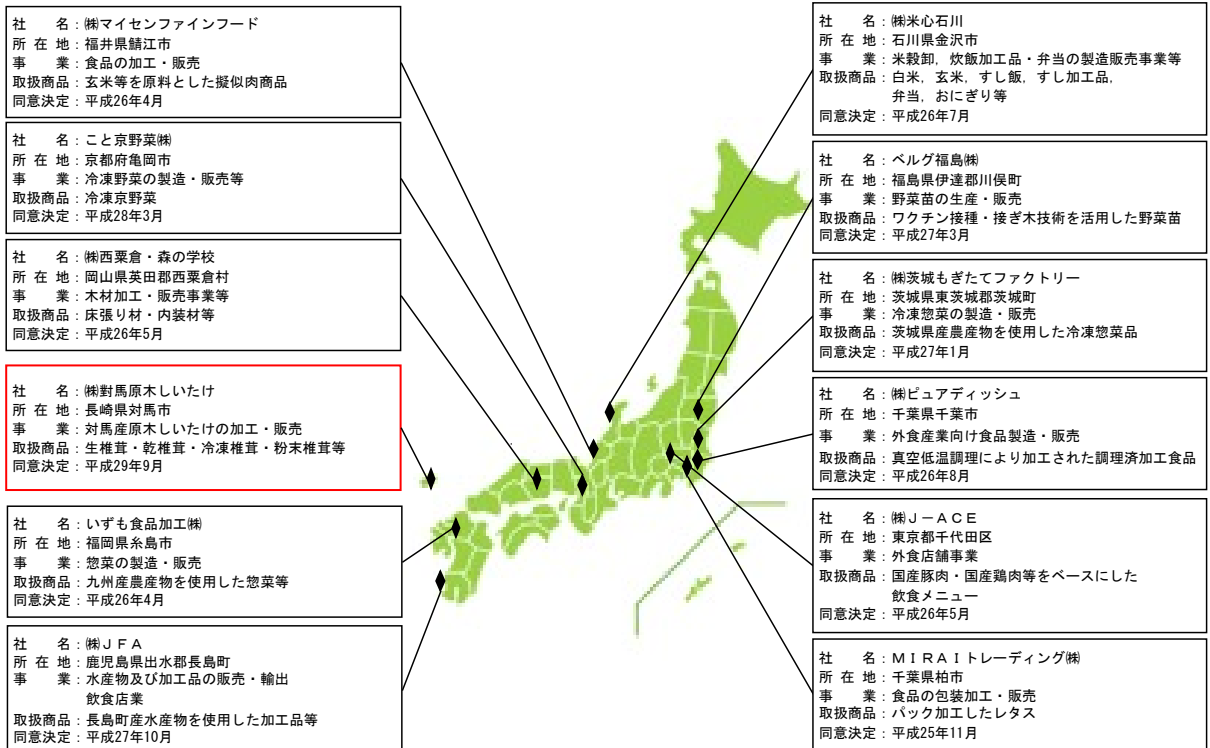 社　　名：㈱マイセンファインフード
所 在 地：福井県鯖江市
事　　業：食品の加工・販売
取扱商品：玄米等を原料とした擬似肉商品
同意決定：平成26年4月
社　　名：こと京野菜㈱
所 在 地：京都府亀岡市
事　　業：冷凍野菜の製造・販売等
取扱商品：冷凍京野菜
同意決定：平成28年3月
社　　名：㈱西粟倉・森の学校
所 在 地：岡山県英田郡西粟倉村
事　　業：木材加工・販売事業等
取扱商品：床張り材・内装材等
同意決定：平成26年5月
社　　名：㈱對馬原木しいたけ
所 在 地：長崎県対馬市
事　　業：対馬産原木しいたけの加工・販売
取扱商品：生椎茸・乾椎茸・冷凍椎茸・粉末椎茸等
同意決定：平成29年9月
社　　名：いずも食品加工㈱
所 在 地：福岡県糸島市
事　　業：惣菜の製造・販売
取扱商品：九州産農産物を使用した惣菜等
同意決定：平成26年4月
社　　名：㈱ＪＦＡ
所 在 地：鹿児島県出水郡長島町
事　　業：水産物及び加工品の販売・輸出
飲食店業
取扱商品：長島町産水産物を使用した加工品等
同意決定：平成27年10月
社　　名：㈱米心石川
所 在 地：石川県金沢市
事　　業：米穀卸，炊飯加工品・弁当の製造販売事業等
取扱商品：白米，玄米，すし飯，すし加工品，
弁当，おにぎり等
同意決定：平成26年7月
社　　名：ベルグ福島㈱
所 在 地：福島県伊達郡川俣町
事　　業：野菜苗の生産・販売
取扱商品：ワクチン接種・接ぎ木技術を活用した野菜苗
同意決定：平成27年3月
社　　名：㈱茨城もぎたてファクトリー
所 在 地：茨城県東茨城郡茨城町
事　　業：冷凍惣菜の製造・販売
取扱商品：茨城県産農産物を使用した冷凍惣菜品
同意決定：平成27年1月
社　　名：㈱ピュアディッシュ
所 在 地：千葉県千葉市
事　　業：外食産業向け食品製造・販売
取扱商品：真空低温調理により加工された調理済加工食品
同意決定：平成26年8月
社　　名：㈱Ｊ－ＡＣＥ
所 在 地：東京都千代田区
事　　業：外食店舗事業
取扱商品：国産豚肉・国産鶏肉等をベースにした
飲食メニュー
同意決定：平成26年5月
社　　名：ＭＩＲＡＩトレーディング㈱
所 在 地：千葉県柏市
事　　業：食品の包装加工・販売
取扱商品：パック加工したレタス
同意決定：平成25年11月